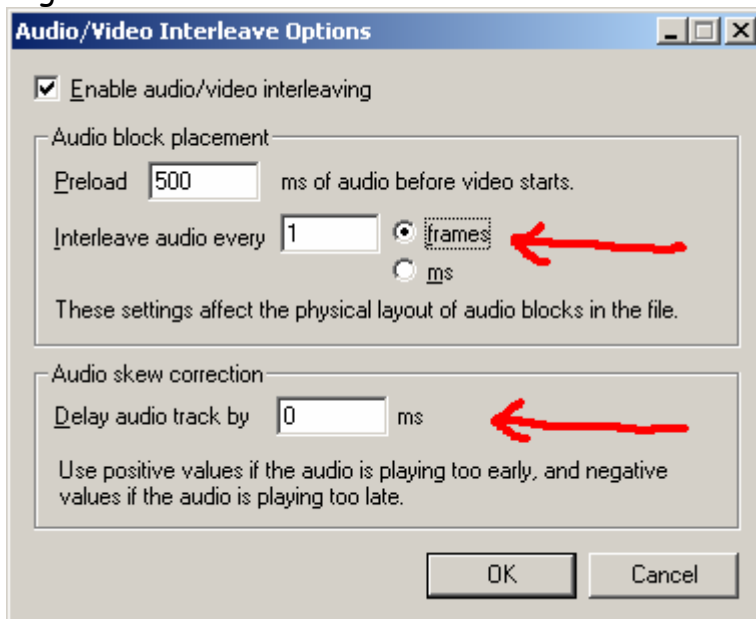 Audio/Video Interleave Options
Enable audio/video interleaving
Audio block placement
Preload 500 ms of audio before video starts.
Interleave audio every 1 frames
ms
These settings affect the physical layout of audio blocks in the file.
Audio skew correction
Delay audio track by 0 ms
Use positive values if the audio is playing too early, and negative
values if the audio is playing too late.
OK Cancel